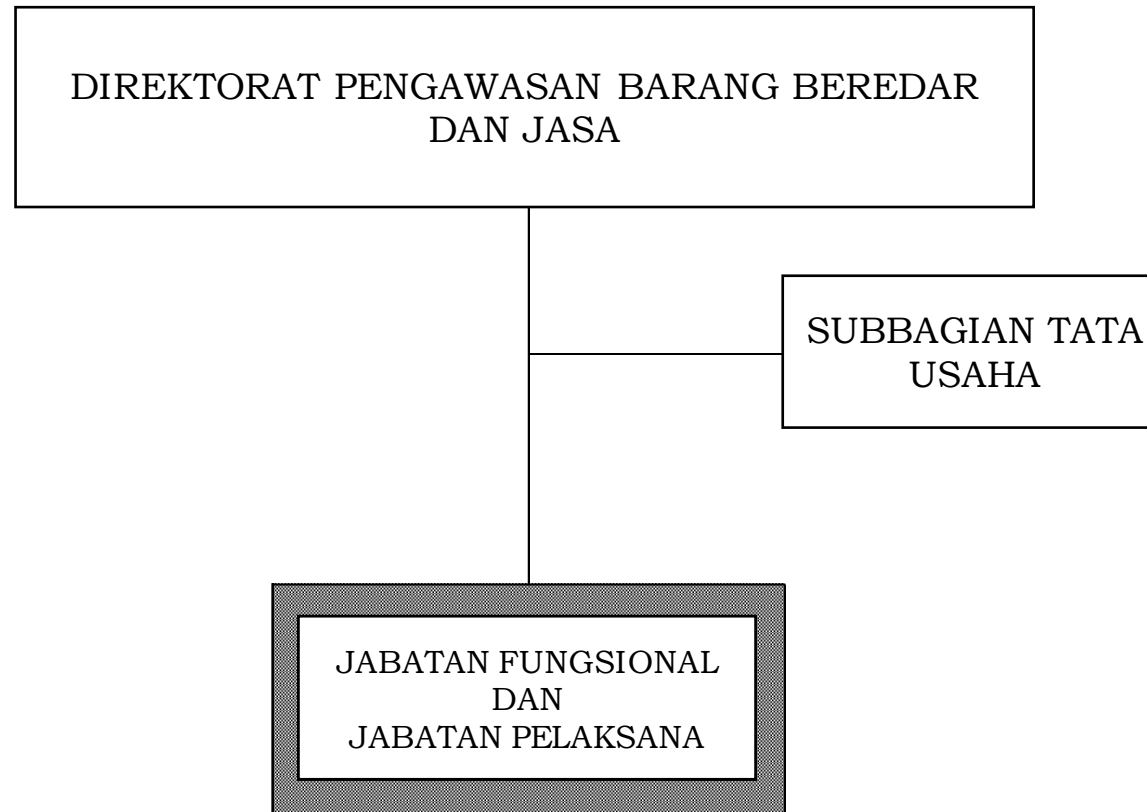 DIREKTORAT PENGAWASAN BARANG BEREDAR
DAN JASA
SUBBAGIAN TATA
USAHA
JABATAN FUNGSIONAL
DAN
JABATAN PELAKSANA